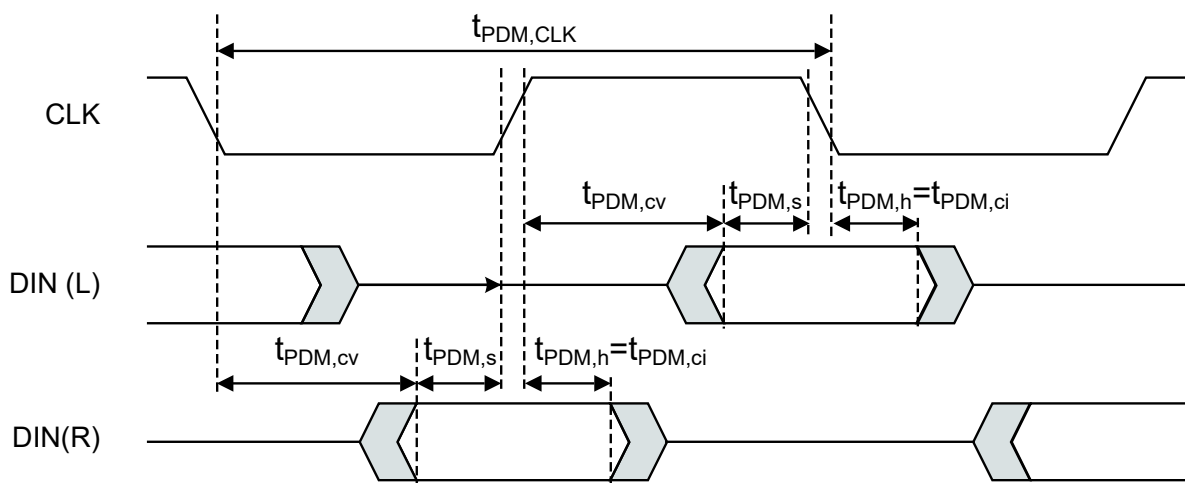 tPDM,CLK
CLK
tPDM,cv tPDM,s tPDM,h=tPDM,ci
DIN (L)
tPDM,cv tPDM,s tPDM,h=tPDM,ci
DIN(R)